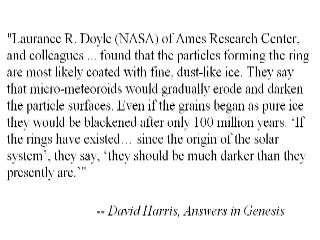 "Laurance R. Doyle (NASA) of Ames Research Center,
and colleagues ... found that the particles forming the ring
are most likely coated with fine, dust-like ice. They say
that micro-meteoroids would gradually erode and darken
the particle surfaces. Even if the grains began as pure ice
they would be blackened after only 100 million years. ‘If
the rings have existed… since the origin of the solar
system’, they say, ‘they should be much darker than they
presently are.’"
-- David Harris, Answers in Genesis